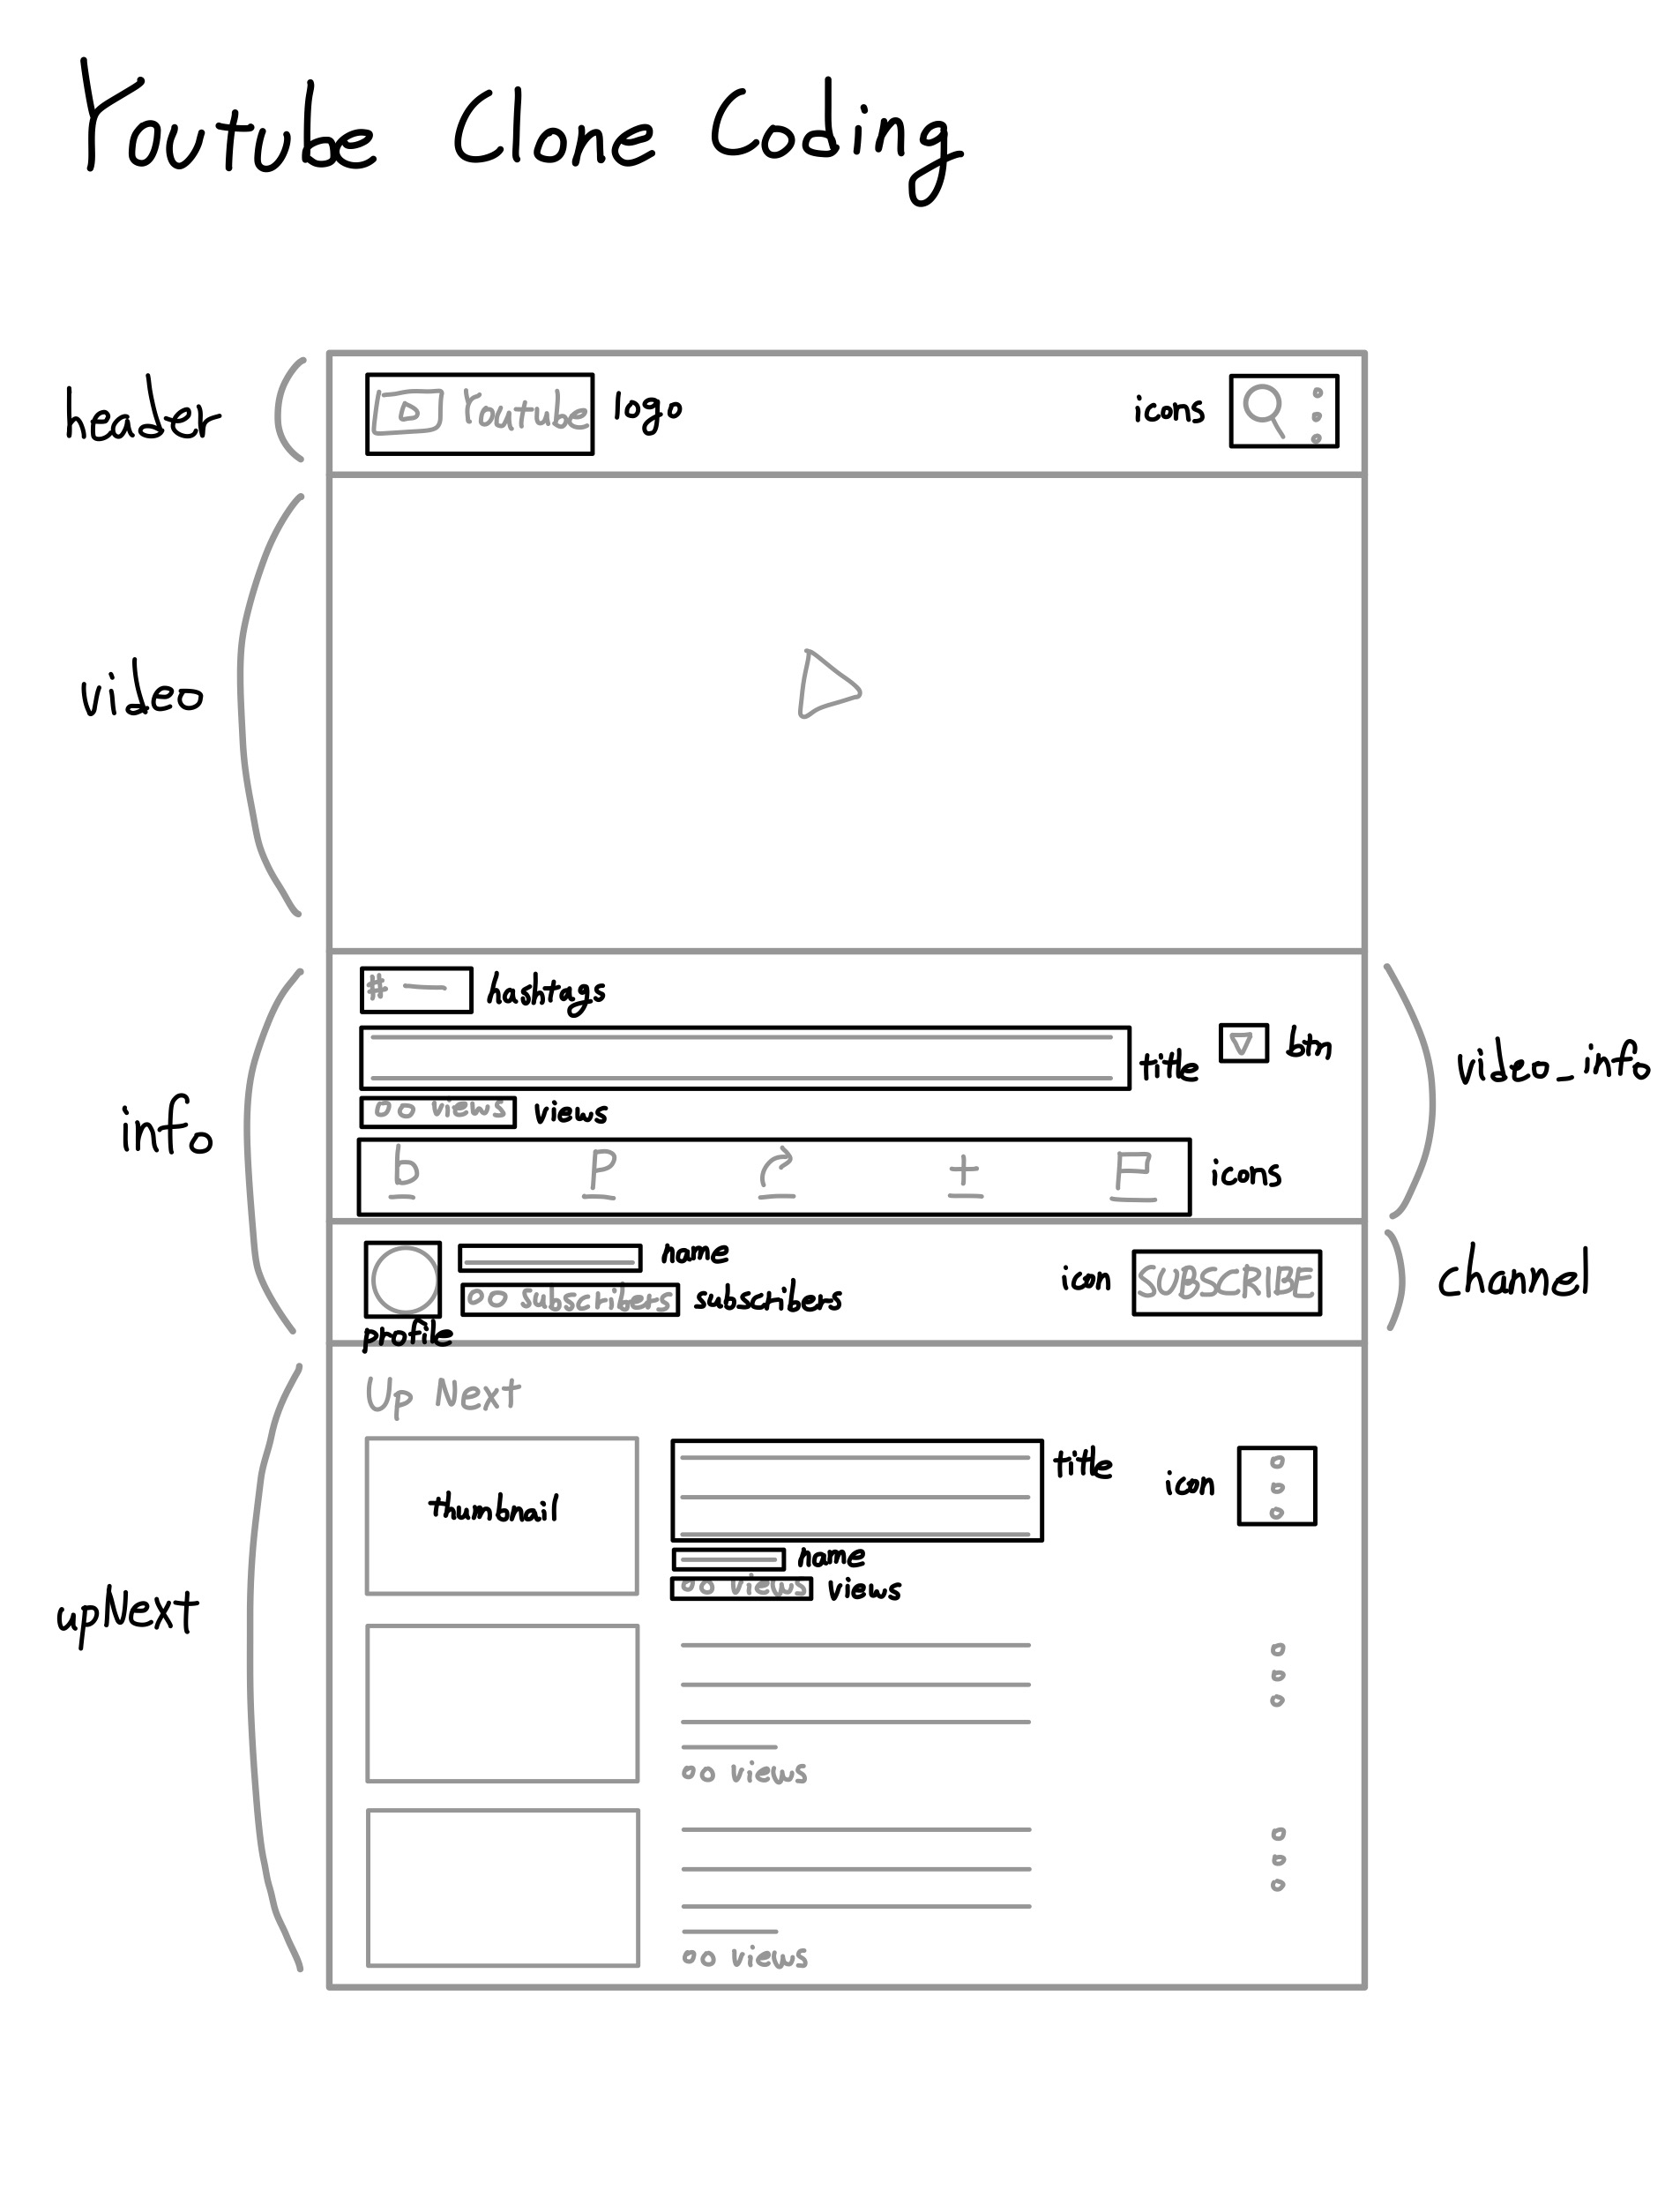 Youtube Clone Coding
header
Youtube logo
icons
video
# hashtags
title
btn
video_info
info
00 views views
icons
name
icon SUBSCRIBE
channel
00 subscribers subscribers
profile
Up Next
thumbnail
title
icon
name
00 views views
upNext
00 views
00 views